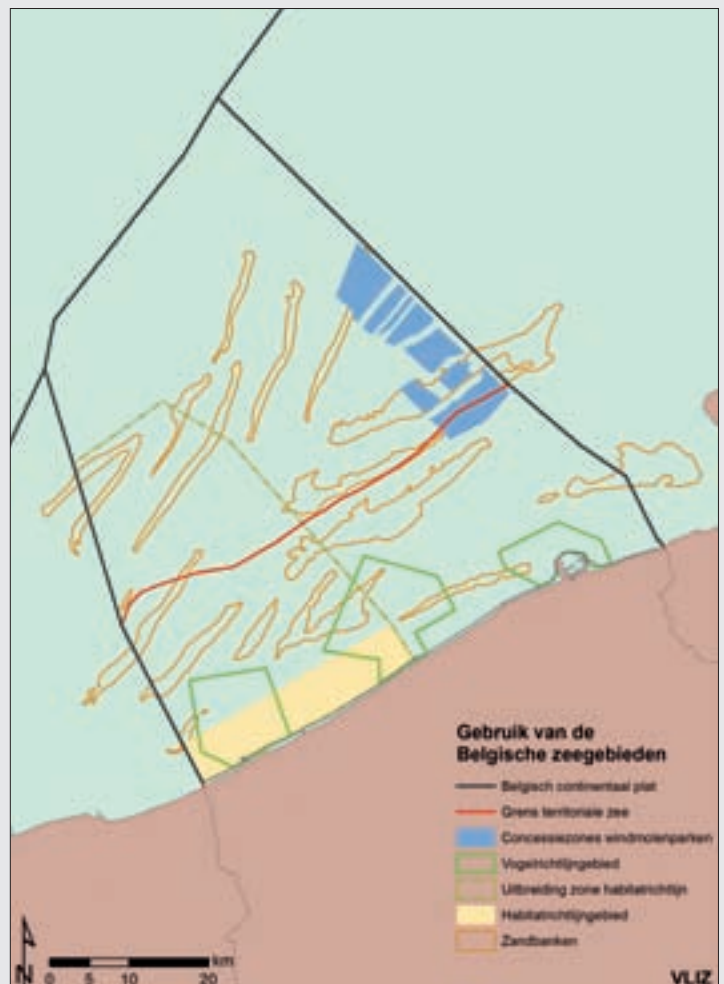 Gebruik van de
Belgische zeegebieden
Belgisch continentaal plat
Grens territoriale zee
Concessiezones windmolenparken
Vogelrichtlijngebied
Uitbreiding zone habitatrichtlijn
Habitatrichtlijngebied
Zandbanken
N
km
0 5 10 20
VLIZ